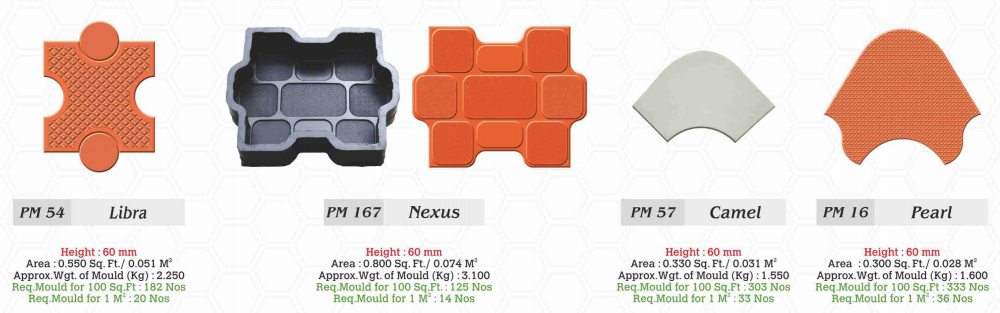 PM 54 Libra
Height : 60 mm
Area : 0.550 Sq. Ft./ 0.051 M²
Approx.Wgt. of Mould (Kg) : 2.250
Req.Mould for 100 Sq.Ft : 182 Nos
Req.Mould for 1 M² : 20 Nos
PM 167 Nexus
Height : 60 mm
Area : 0.800 Sq. Ft./ 0.074 M²
Approx.Wgt. of Mould (Kg) : 3.100
Req.Mould for 100 Sq.Ft. : 125 Nos
Req.Mould for 1 M² : 14 Nos
PM 57 Camel
Height : 60 mm
Area : 0.330 Sq. Ft./ 0.031 M²
Approx.Wgt. of Mould (Kg) : 1.550
Req.Mould for 100 Sq.Ft : 303 Nos
Req.Mould for 1 M² : 33 Nos
PM 16 Pearl
Height : 60 mm
Area : 0.300 Sq. Ft./ 0.028 M²
Approx.Wgt. of Mould (Kg) : 1.600
Req.Mould for 100 Sq.Ft : 333 Nos
Req.Mould for 1 M² : 36 Nos